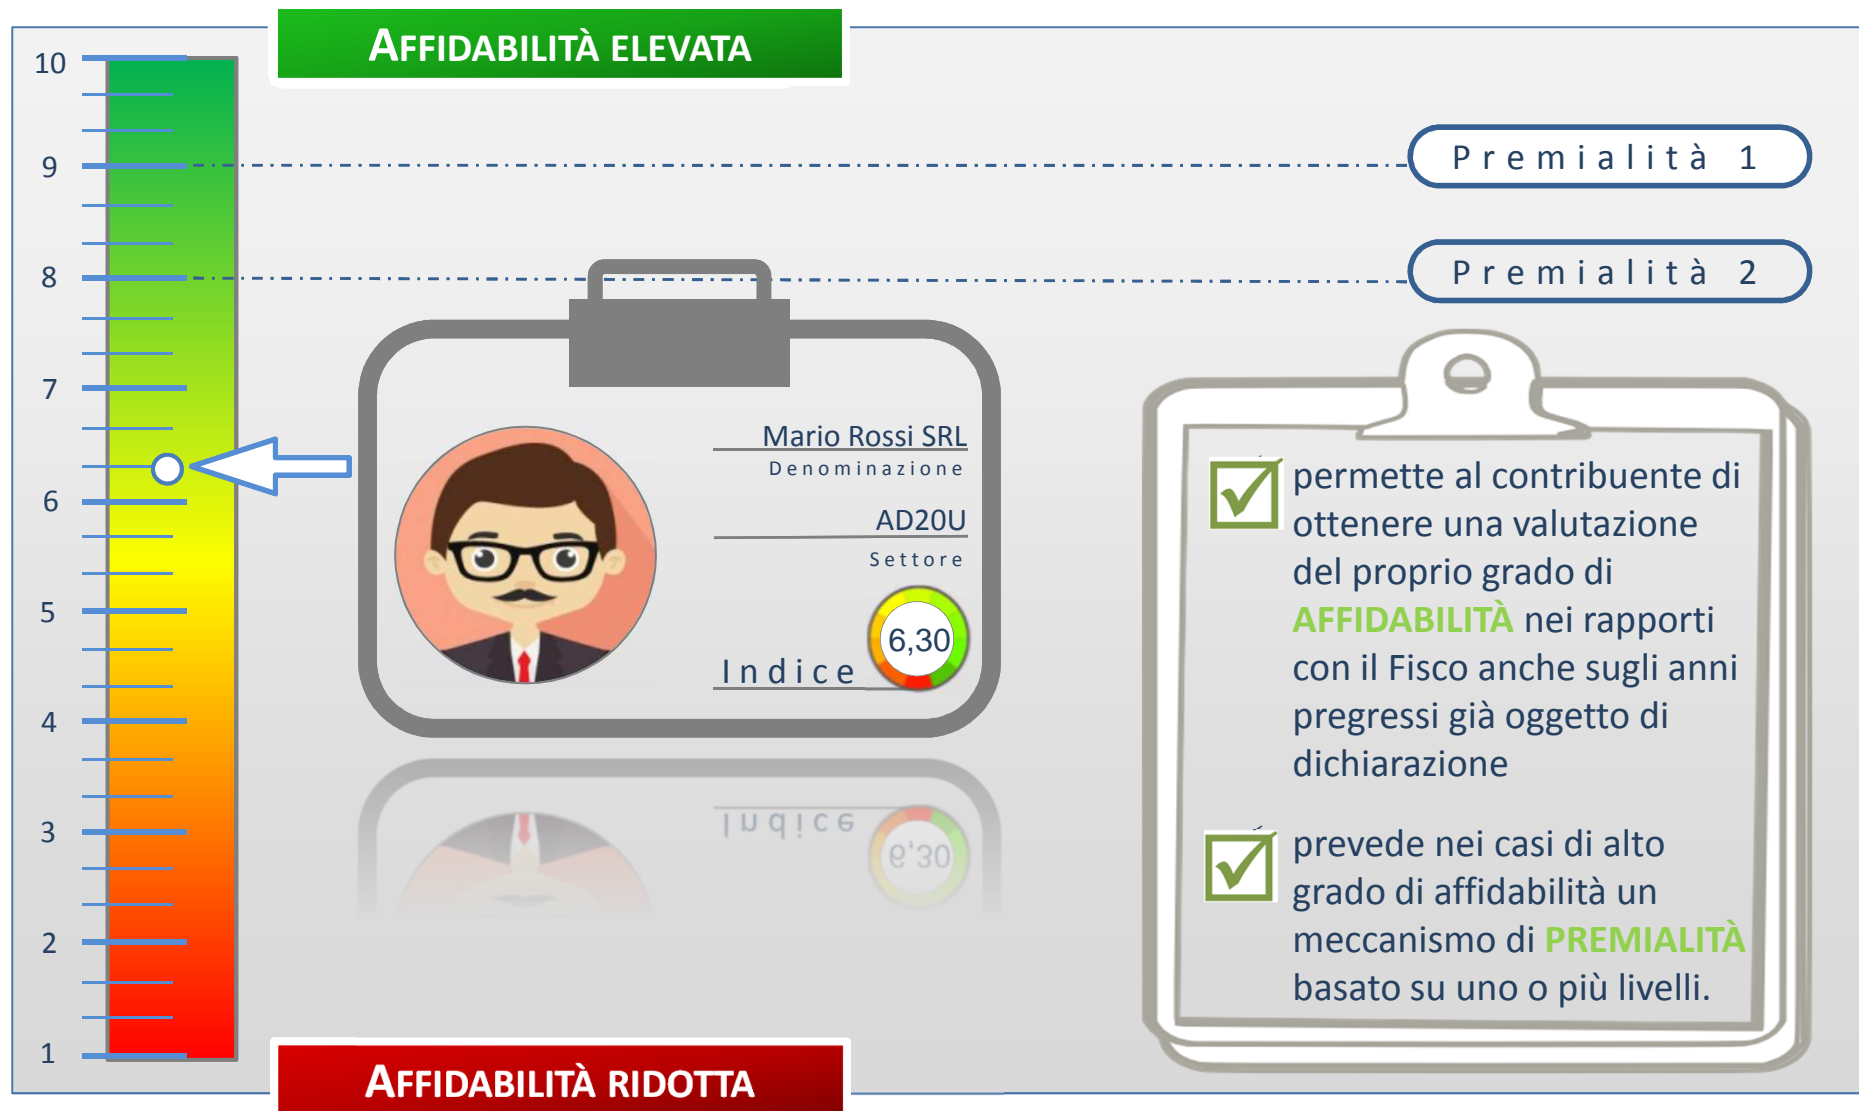 AFFIDABILITÀ ELEVATA
10
9
8
7
6
5
4
3
2
1
Premialità 1
Premialità 2
Mario Rossi SRL
Denominazione
AD20U
Settore
6,30
Indice
permette al contribuente di
ottenere una valutazione
del proprio grado di
AFFIDABILITÀ nei rapporti
con il Fisco anche sugli anni
pregressi già oggetto di
dichiarazione
prevede nei casi di alto
grado di affidabilità un
meccanismo di PREMIALITÀ
basato su uno o più livelli.
Indice
6,30
AFFIDABILITÀ RIDOTTA